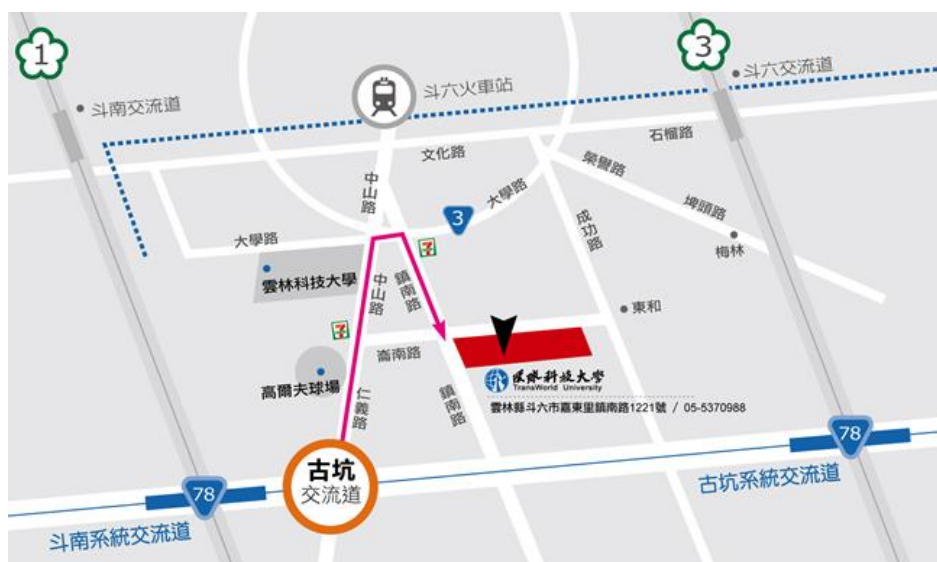 1
3
斗南交流道
斗六火車站
斗六交流道
石榴路
文化路
榮譽路
中山路
大學路
3
埤頭路
成功路
大學路
梅林
7
雲林科技大學
中山路
鎮南路
東和
7
崙南路
高爾夫球場
仁義路
鎮南路
環球科技大學
TransWorld University
雲林縣斗六市嘉東里鎮南路1221號 / 05-5370988
78
古坑
交流道
古坑系統交流道
78
斗南系統交流道